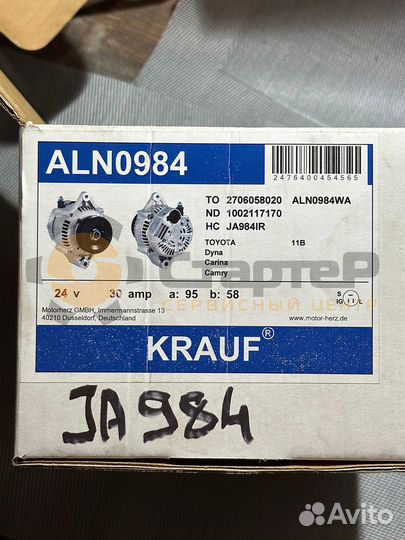 2476400454565
ALN0984
TO 2706058020 ALN0984WA
ND 1002117170
HC JA984IR
TOYOTA 11B
Dyna
Carina
Camry
СтартеР
СЕРВИСНЫЙ ЦЕНТР
24 v 30 amp a: 95 b: 58
S
IG L
Motorherz GMBH, Immermannstrasse 13
40210 Dusseldorf, Deutschland
www.motor-herz.de
KRAUF®
JA984
Avito